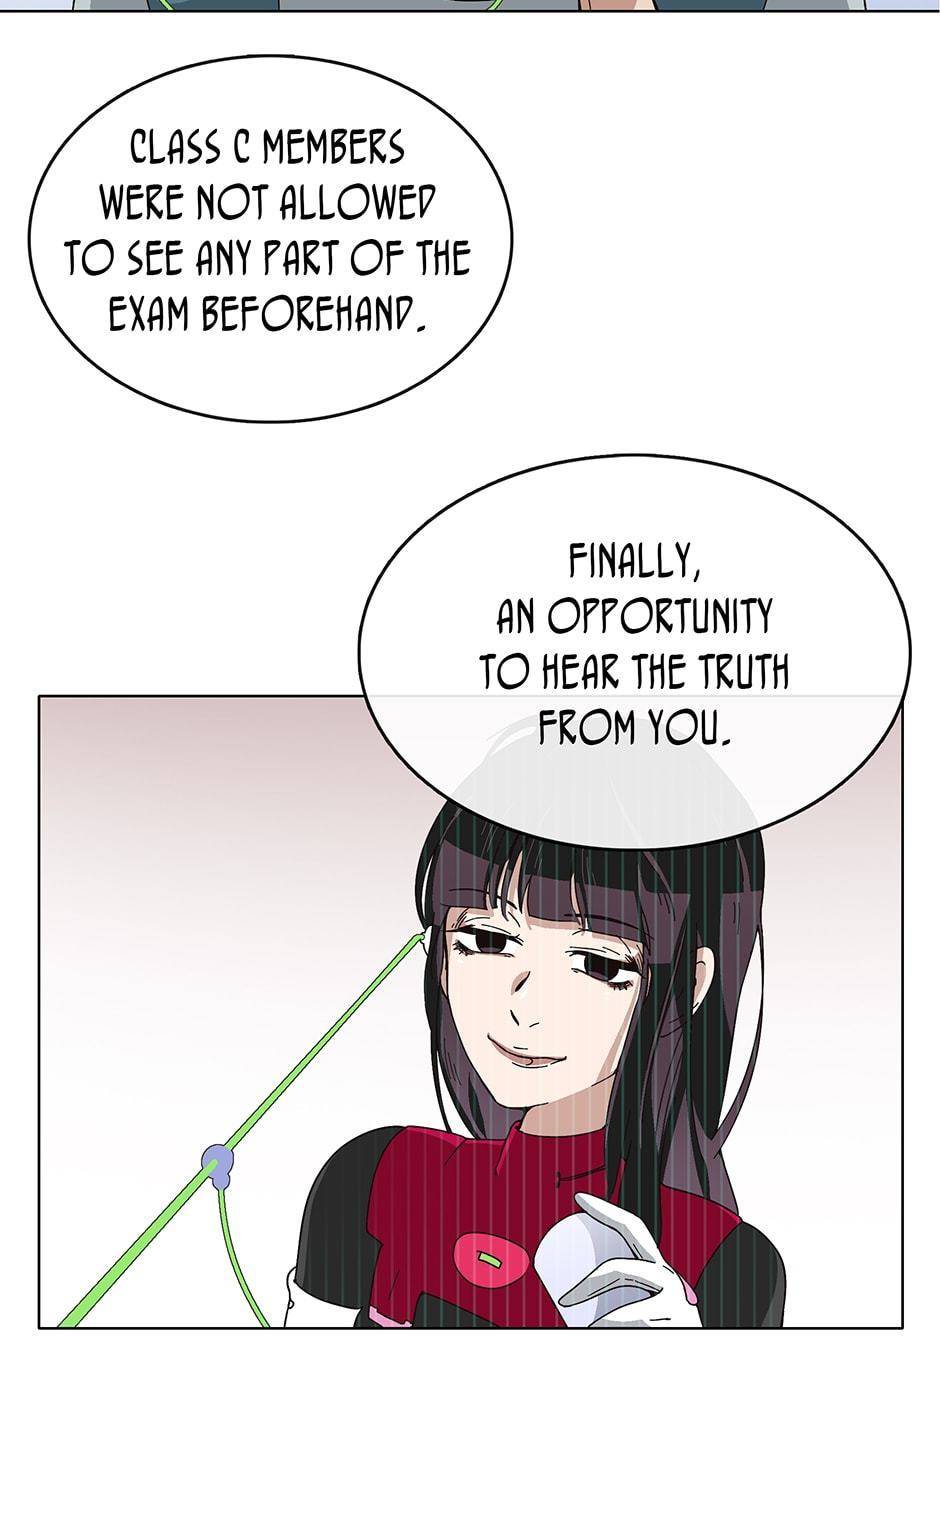 CLASS C MEMBERS
WERE NOT ALLOWED
TO SEE ANY PART OF THE
EXAM BEFOREHAND.
FINALLY,
AN OPPORTUNITY
TO HEAR THE TRUTH
FROM YOU.